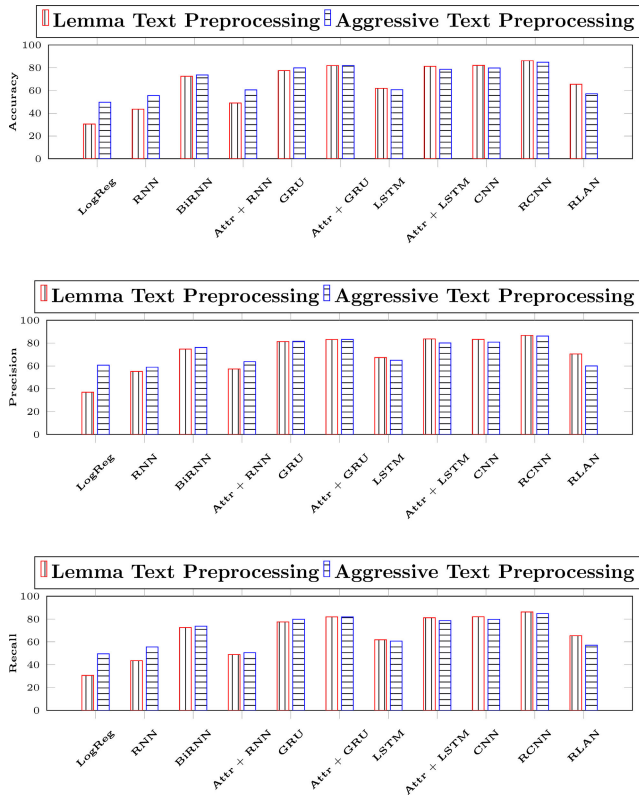 Lemma Text Preprocessing Aggressive Text Preprocessing
100
80
60
40
20
0
Accuracy
LogReg RNN BiRNN Attr + RNN GRU Attr + GRU LSTM Attr + LSTM CNN RCNN RLAN
Lemma Text Preprocessing Aggressive Text Preprocessing
100
80
60
40
20
0
Precision
LogReg RNN BiRNN Attr + RNN GRU Attr + GRU LSTM Attr + LSTM CNN RCNN RLAN
Lemma Text Preprocessing Aggressive Text Preprocessing
100
80
60
40
20
0
Recall
LogReg RNN BiRNN Attr + RNN GRU Attr + GRU LSTM Attr + LSTM CNN RCNN RLAN